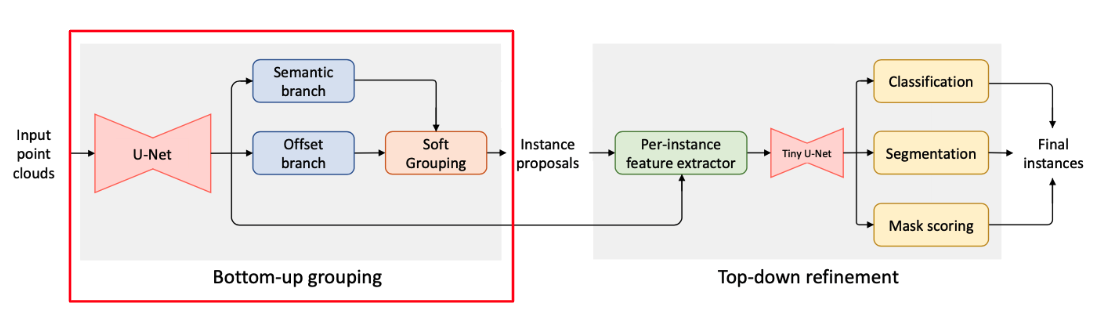 Input
point
clouds
U-Net
Semantic
branch
Offset
branch
Soft
Grouping
Bottom-up grouping
Instance
proposals
Per-instance
feature extractor
Tiny U-Net
Classification
Segmentation
Mask scoring
Top-down refinement
Final
instances